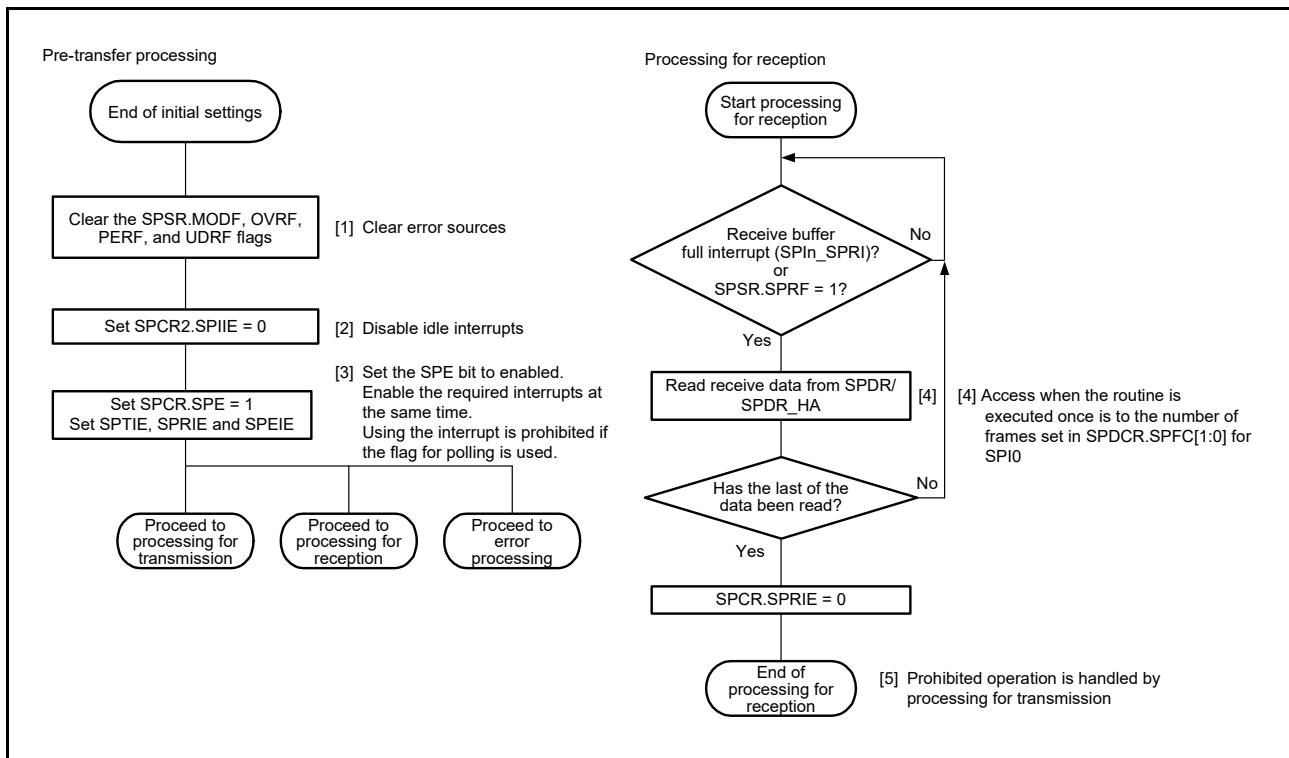 Pre-transfer processing
End of initial settings
Clear the SPSR.MODF, OVRF,
PERF, and UDRF flags
[1] Clear error sources
Set SPCR2.SPIIE = 0
[2] Disable idle interrupts
Set SPCR.SPE = 1
Set SPTIE, SPRIE and SPEIE
[3] Set the SPE bit to enabled.
Enable the required interrupts at
the same time.
Using the interrupt is prohibited if
the flag for polling is used.
Proceed to
processing for
transmission
Proceed to
processing for
reception
Proceed to
error
processing
Processing for reception
Start processing
for reception
Receive buffer
full interrupt (SPIn_SPRI)?
or
SPSR.SPRF = 1?
No
Yes
Read receive data from SPDR/
SPDR_HA
[4]
[4] Access when the routine is
executed once is to the number of
frames set in SPDCR.SPFC[1:0] for
SPI0
Has the last of the
data been read?
No
Yes
SPCR.SPRIE = 0
End of
processing for
reception
[5] Prohibited operation is handled by
processing for transmission